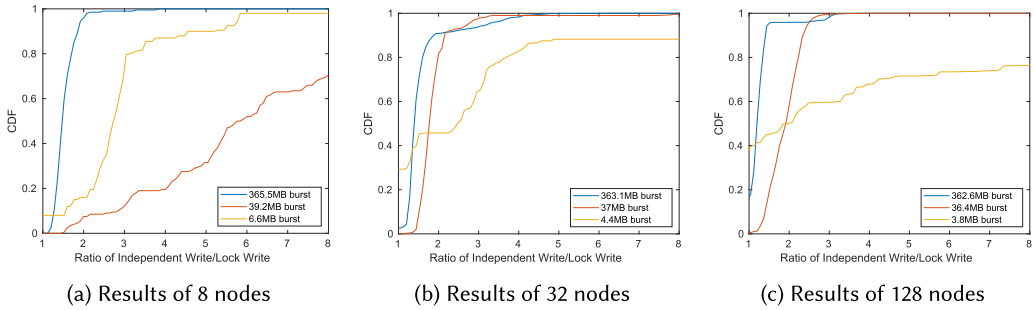 1
0.8
0.6
0.4
0.2
0
CDF
1 2 3 4 5 6 7 8
Ratio of Independent Write/Lock Write
365.5MB burst
39.2MB burst
6.6MB burst
(a) Results of 8 nodes
1
0.8
0.6
0.4
0.2
0
CDF
1 2 3 4 5 6 7 8
Ratio of Independent Write/Lock Write
363.1MB burst
37MB burst
4.4MB burst
(b) Results of 32 nodes
1
0.8
0.6
0.4
0.2
0
CDF
1 2 3 4 5 6 7 8
Ratio of Independent Write/Lock Write
362.6MB burst
36.4MB burst
3.8MB burst
(c) Results of 128 nodes